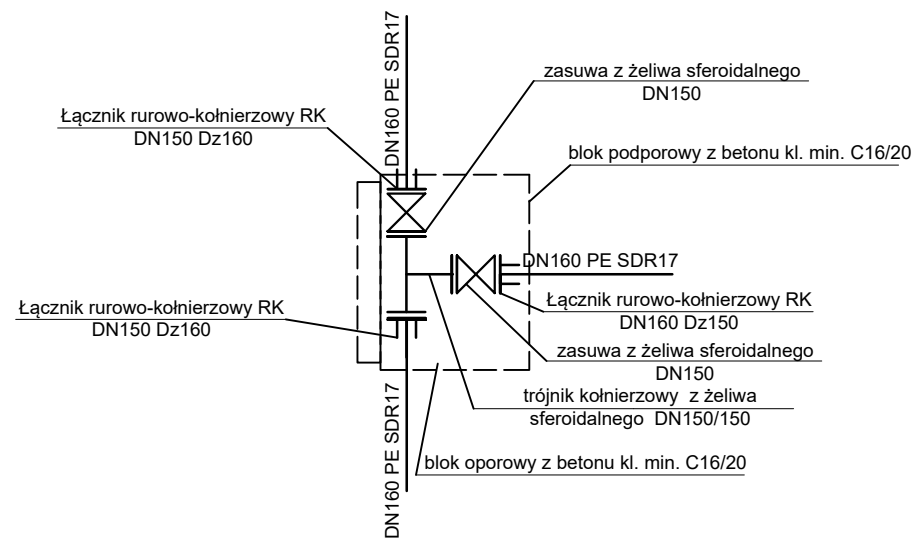 DN160 PE SDR17
zasuwa z żeliwa sferoidalnego
DN150
Łącznik rurowo-kołnierzowy RK
DN150 Dz160
blok podporowy z betonu kl. min. C16/20
DN160 PE SDR17
Łącznik rurowo-kołnierzowy RK
DN150 Dz160
Łącznik rurowo-kołnierzowy RK
DN160 Dz150
zasuwa z żeliwa sferoidalnego
DN150
trójnik kołnierzowy z żeliwa
sferoidalnego DN150/150
blok oporowy z betonu kl. min. C16/20
DN160 PE SDR17